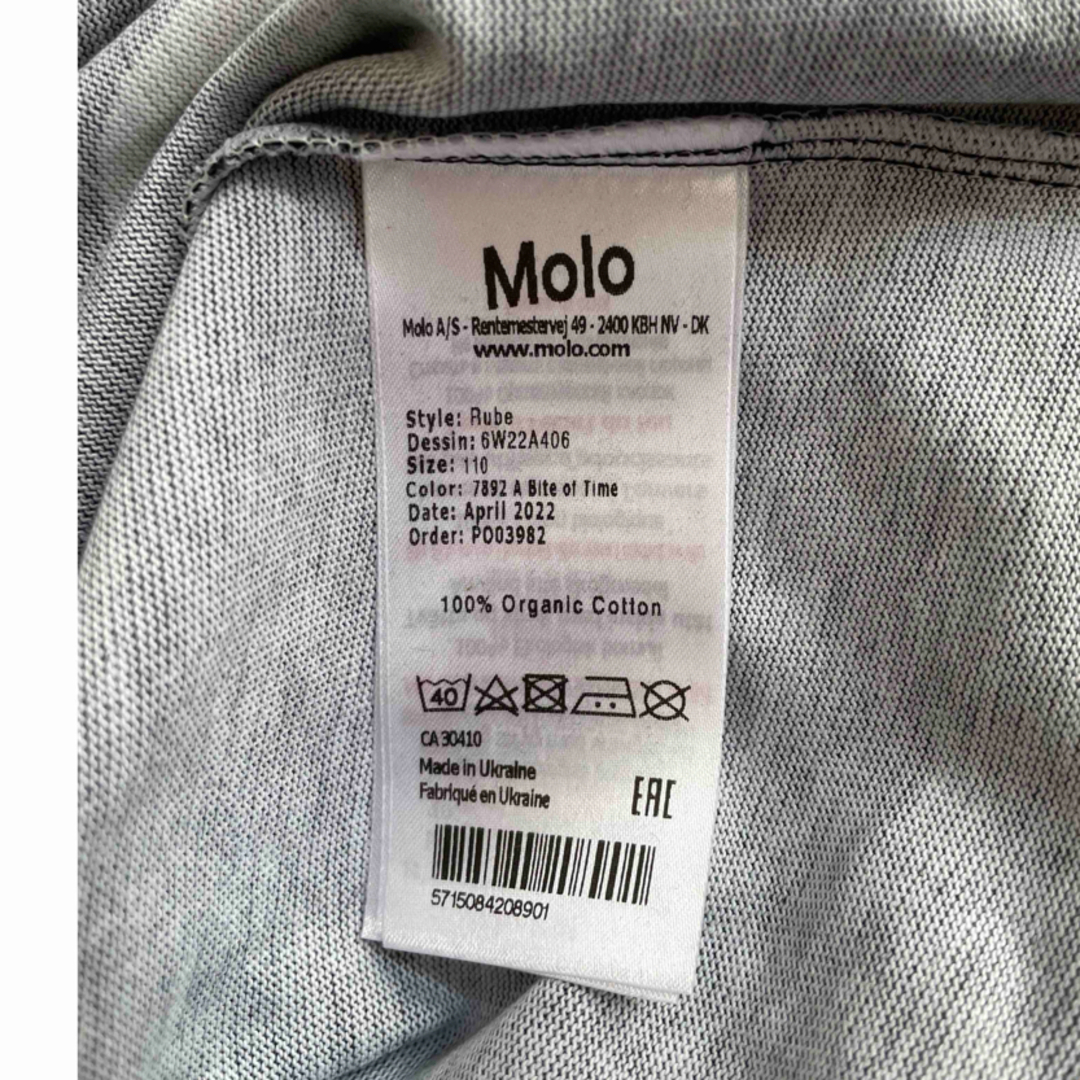 Molo
Molo A/S - Rentemestervej 49 - 2400 KBH NV - DK
www.molo.com
Style: Rube
Dessin: 6W22A406
Size: 110
Color: 7892 A Bite of Time
Date: April 2022
Order: PO03982
100% Organic Cotton
40
CA 30410
Made in Ukraine
Fabriqué en Ukraine
EAC
5715084208901